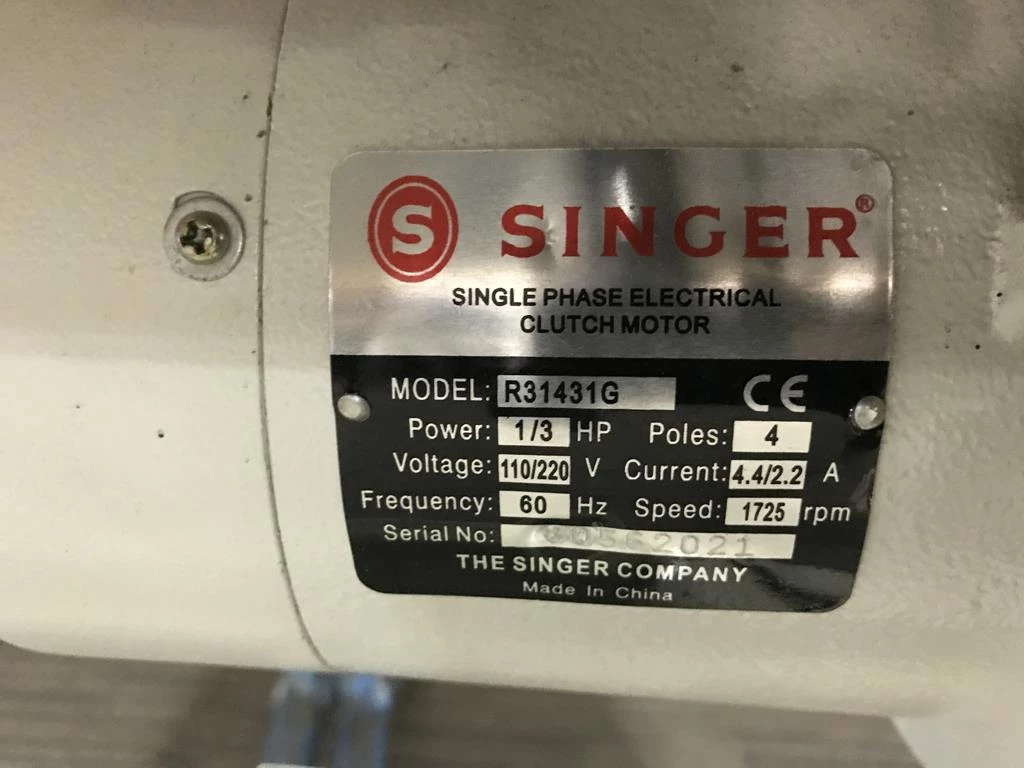 S SINGER®
SINGLE PHASE ELECTRICAL
CLUTCH MOTOR
MODEL: R31431G CE
Power: 1/3 HP Poles: 4
Voltage: 110/220 V Current: 4.4/2.2 A
Frequency: 60 Hz Speed: 1725 rpm
Serial No:
THE SINGER COMPANY
Made In China